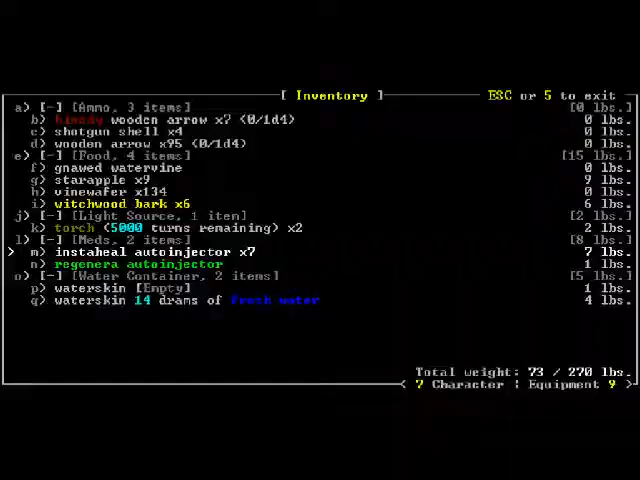 [ Inventory ] ESC or 5 to exit
a) [-] [Ammo, 3 items] [0 lbs.]
b) bloody wooden arrow x7 (0/1d4) 0 lbs.
c) shotgun shell x4 0 lbs.
d) wooden arrow x95 (0/1d4) 0 lbs.
e) [-] [Food, 4 items] [15 lbs.]
f) gnawed watervine 0 lbs.
g) starapple x9 9 lbs.
h) vinewafer x134 0 lbs.
i) witchwood bark x6 6 lbs.
j) [-] [Light Source, 1 item] [2 lbs.]
k) torch (5000 turns remaining) x2 2 lbs.
l) [-] [Meds, 2 items] [8 lbs.]
> m) instaheal autoinjector x7 7 lbs.
n) regenera autoinjector 1 lbs.
o) [-] [Water Container, 2 items] [5 lbs.]
p) waterskin [Empty] 1 lbs.
q) waterskin 14 drams of fresh water 4 lbs.
Total weight: 73 / 270 lbs.
< 7 Character | Equipment 9 >